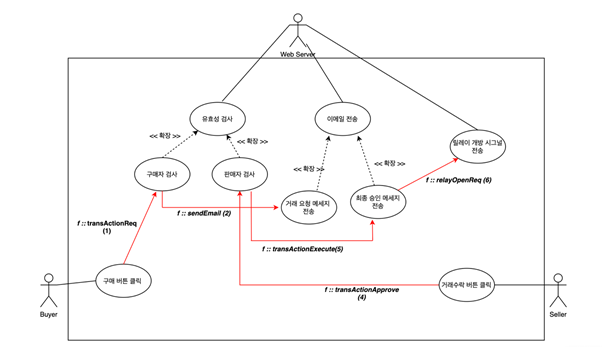 Web Server
유효성 검사
이메일 전송
<< 확장 >>
<< 확장 >>
릴레이 개방 시그널
전송
<< 확장 >>
<< 확장 >>
구매자 검사
판매자 검사
f :: relayOpenReq (6)
거래 요청 메세지
전송
최종 승인 메세지
전송
f :: sendEmail (2)
f :: transActionReq
(1)
f :: transActionExecute(5)
구매 버튼 클릭
거래수락 버튼 클릭
f :: transActionApprove
(4)
Buyer
Seller